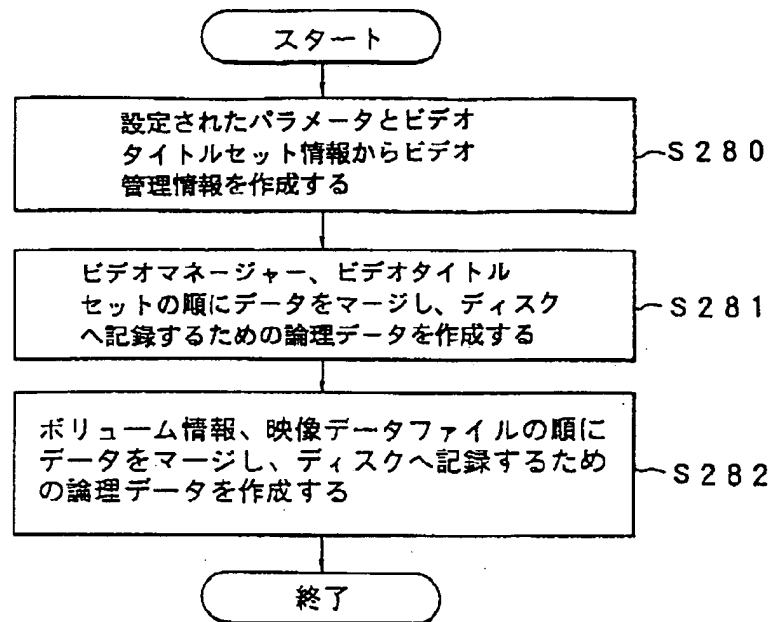 スタート
設定されたパラメータとビデオ
タイトルセット情報からビデオ
管理情報を作成する
S280
ビデオマネージャー、ビデオタイトル
セットの順にデータをマージし、ディスク
へ記録するための論理データを作成する
S281
ボリューム情報、映像データファイルの順に
データをマージし、ディスクへ記録するため
の論理データを作成する
S282
終了